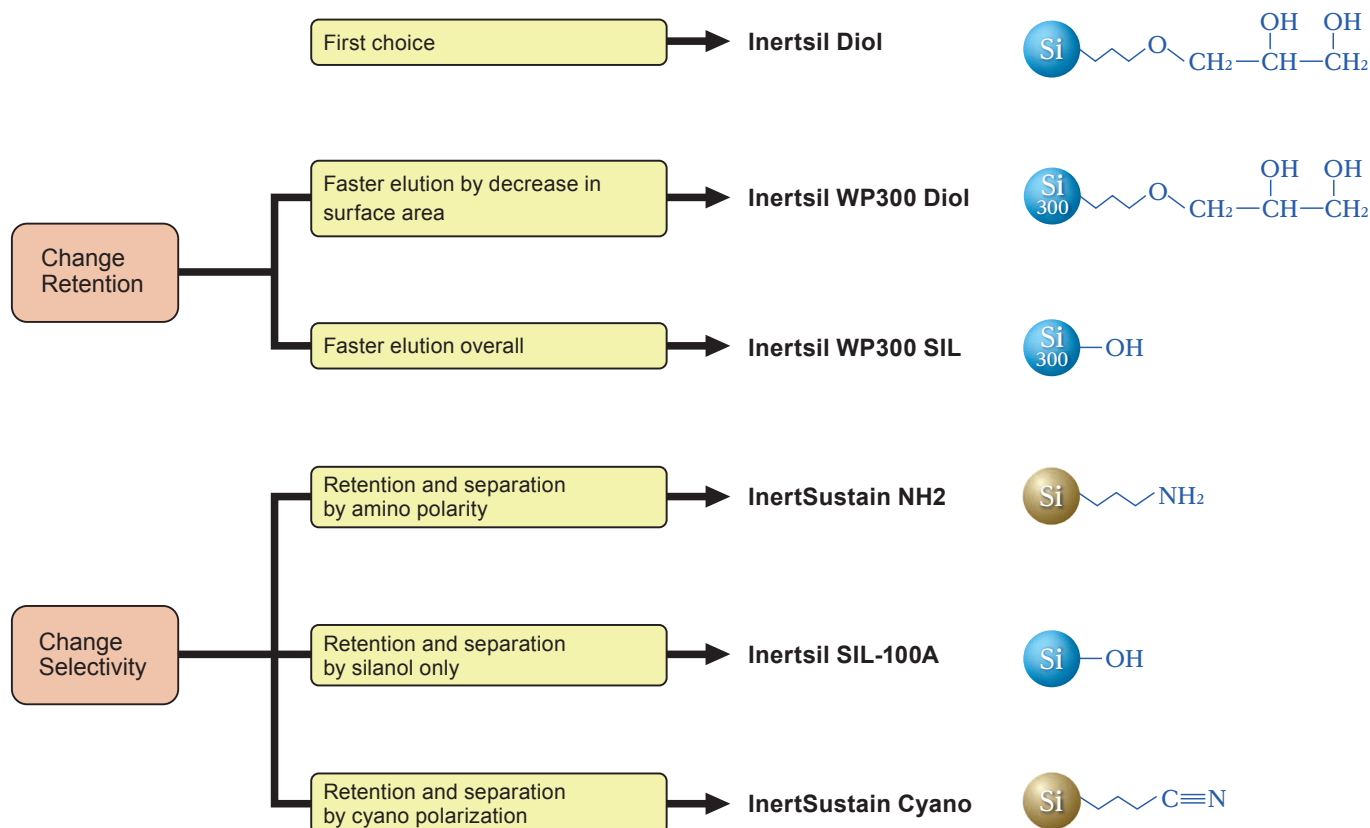 First choice
Inertsil Diol
Si
O
CH₂
OH
CH
OH
CH₂
Change
Retention
Faster elution by decrease in
surface area
Inertsil WP300 Diol
Si
300
O
CH₂
OH
CH
OH
CH₂
Faster elution overall
Inertsil WP300 SIL
Si
300
OH
Change
Selectivity
Retention and separation
by amino polarity
InertSustain NH2
Si
NH₂
Retention and separation
by silanol only
Inertsil SIL-100A
Si
OH
Retention and separation
by cyano polarization
InertSustain Cyano
Si
C≡N